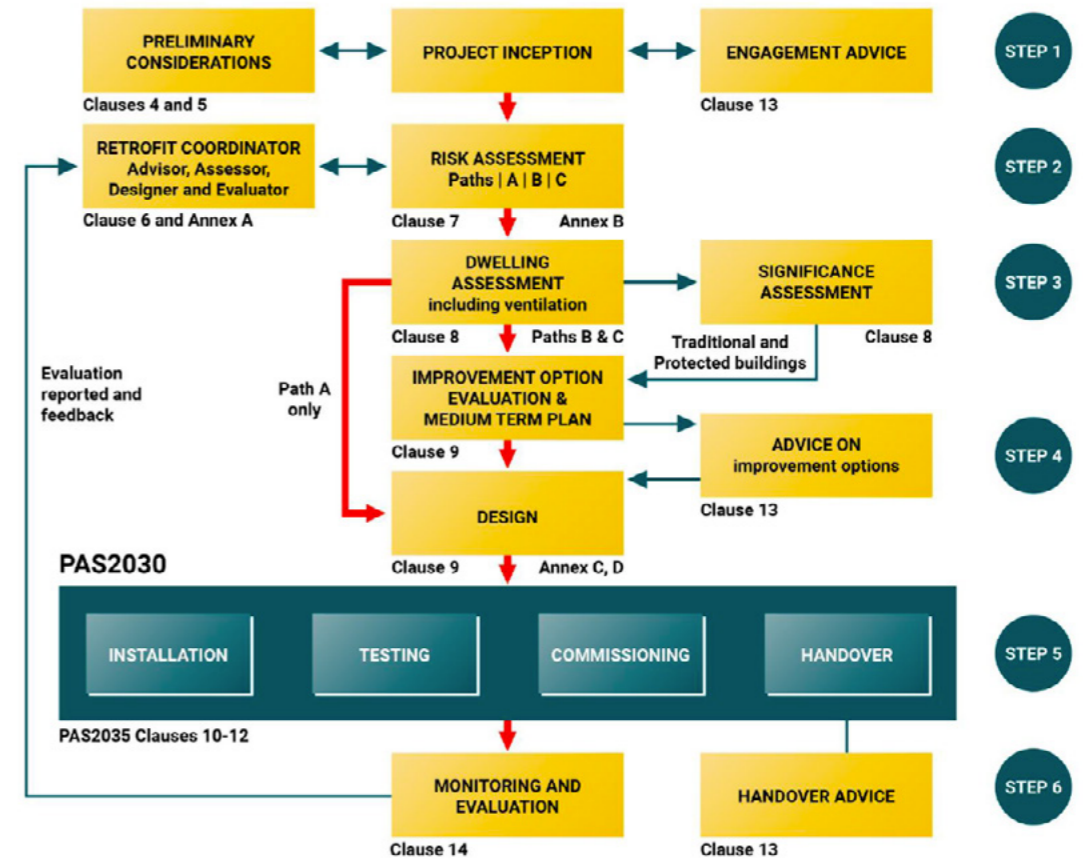 PRELIMINARY
CONSIDERATIONS
PROJECT INCEPTION
ENGAGEMENT ADVICE
STEP 1
Clauses 4 and 5
Clause 13
RETROFIT COORDINATOR
Advisor, Assessor,
Designer and Evaluator
RISK ASSESSMENT
Paths | A | B | C
STEP 2
Clause 6 and Annex A
Clause 7
Annex B
DWELLING
ASSESSMENT
including ventilation
SIGNIFICANCE
ASSESSMENT
STEP 3
Clause 8
Paths B & C
Clause 8
Traditional and
Protected buildings
Evaluation
reported and
feedback
Path A
only
IMPROVEMENT OPTION
EVALUATION &
MEDIUM TERM PLAN
Clause 9
ADVICE ON
improvement options
STEP 4
Clause 13
DESIGN
Clause 9
Annex C, D
PAS2030
INSTALLATION
TESTING
COMMISSIONING
HANDOVER
STEP 5
PAS2035 Clauses 10-12
MONITORING AND
EVALUATION
HANDOVER ADVICE
STEP 6
Clause 14
Clause 13